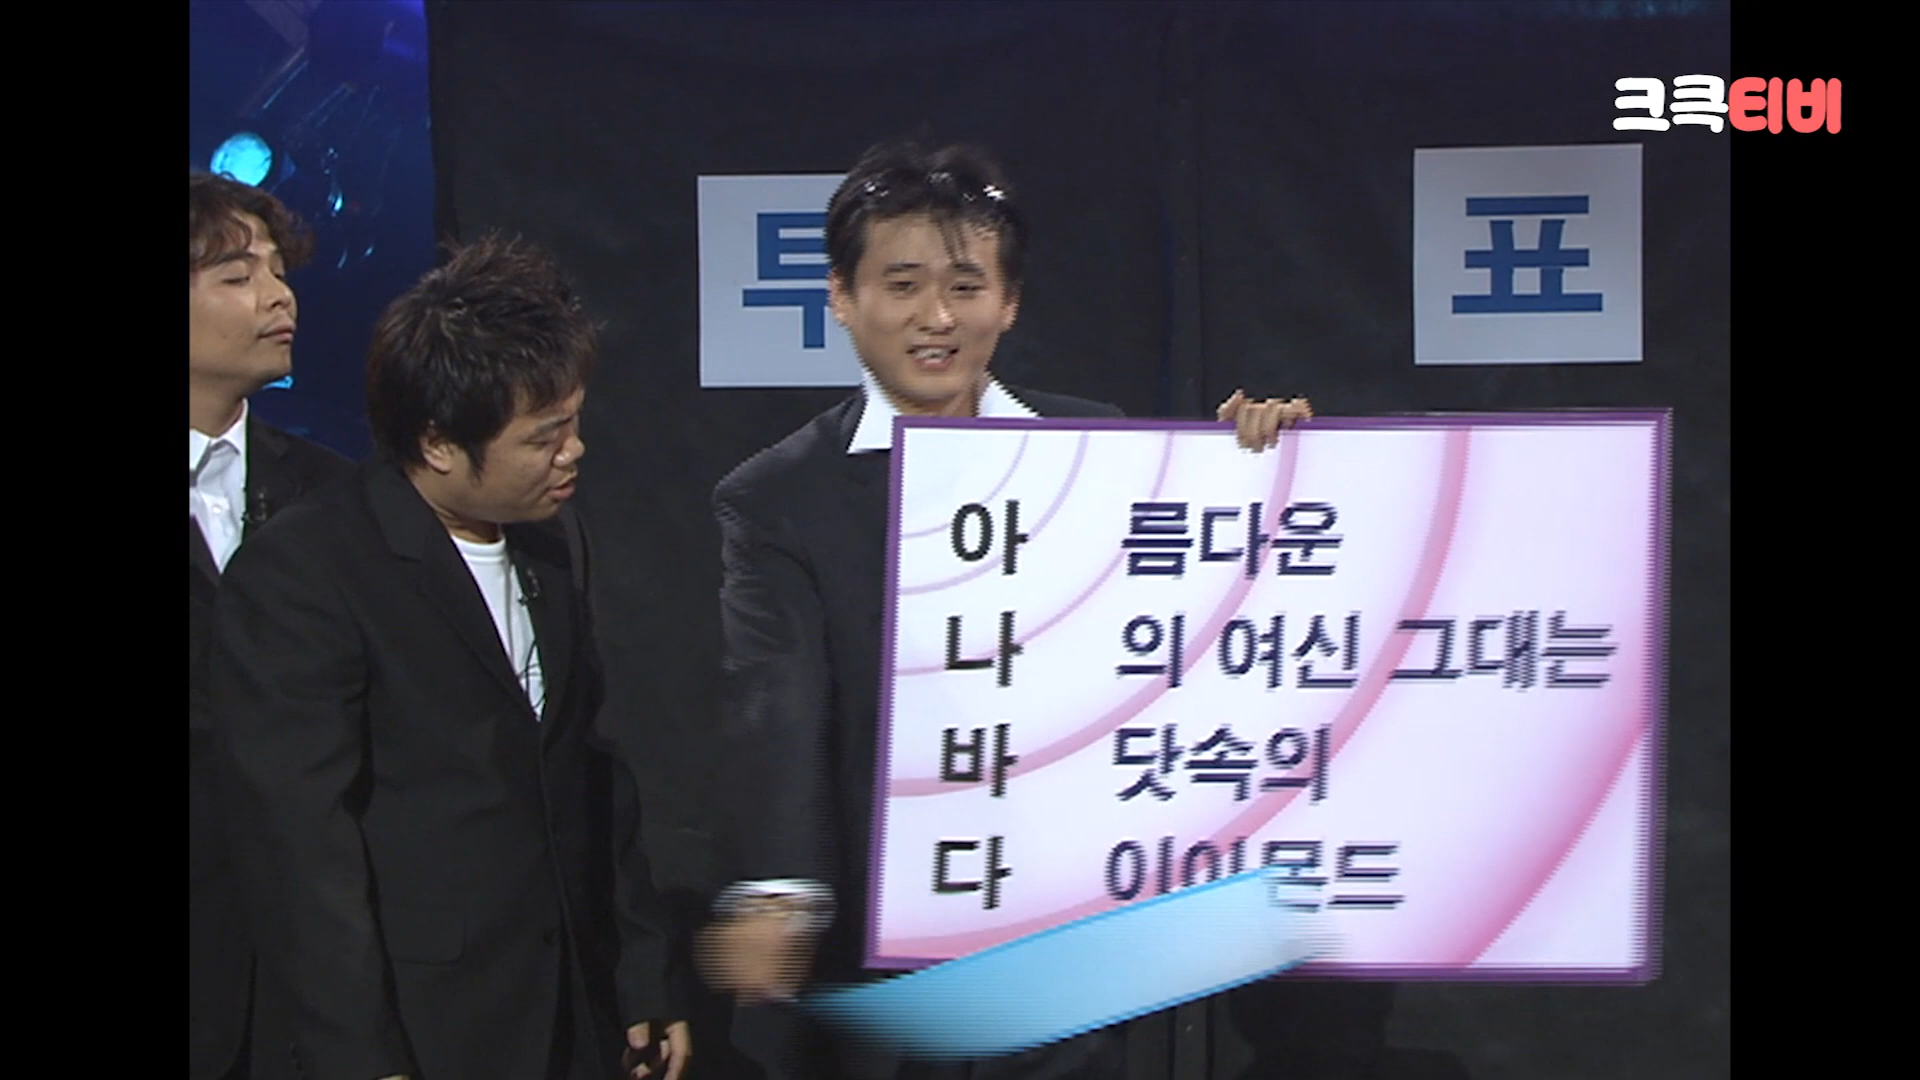 크큭티비
투
표
아 름다운
나 의 여신 그대는
바 닷속의
다 이아몬드